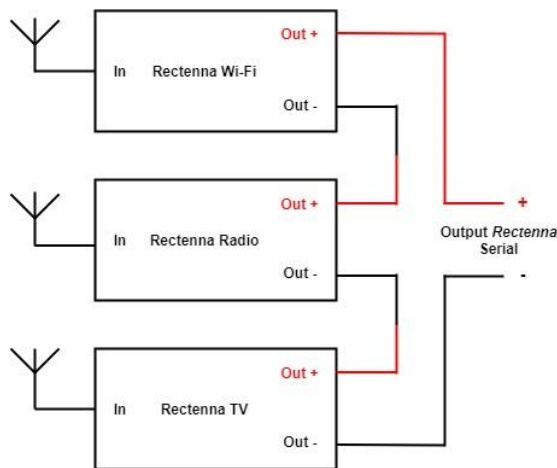 Out +
In Rectenna Wi-Fi
Out -
Out +
In Rectenna Radio
Out -
Out +
In Rectenna TV
Out -
+
Output Rectenna
Serial
-